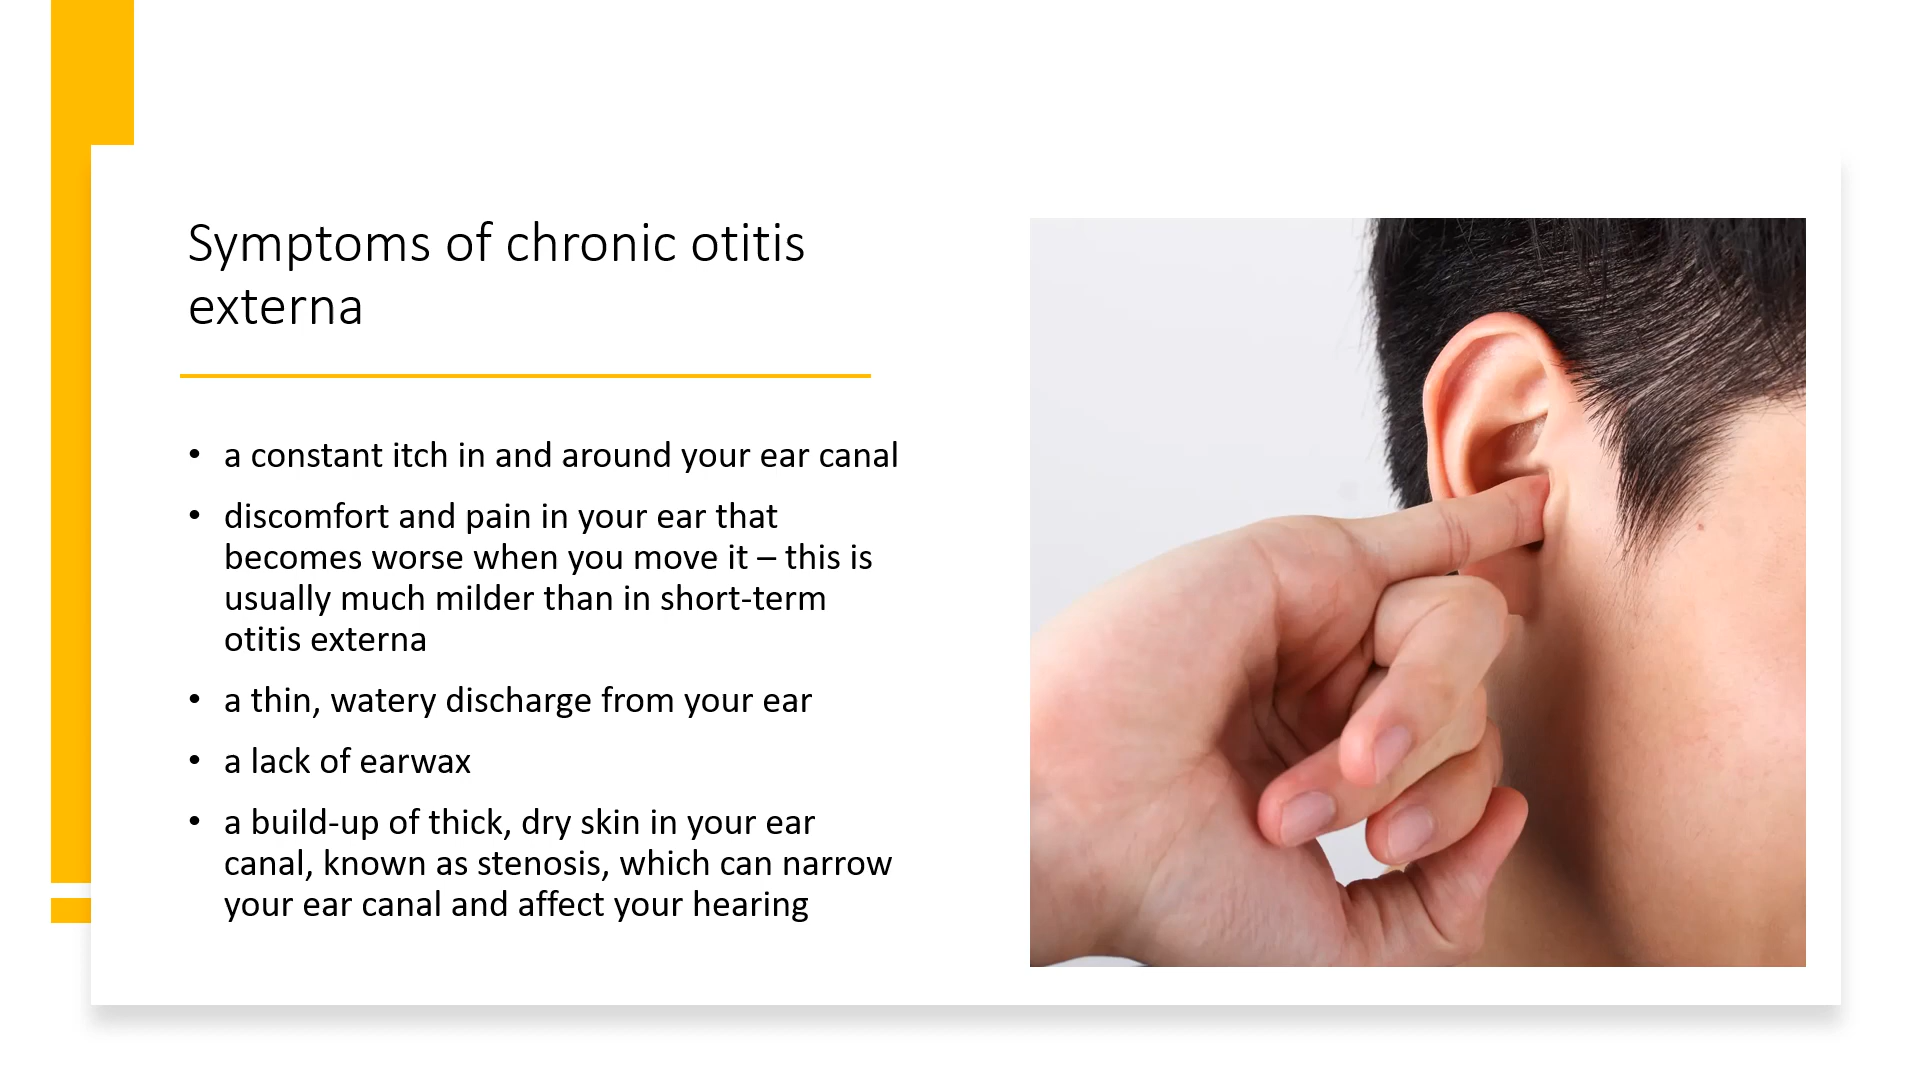 Symptoms of chronic otitis
externa
• a constant itch in and around your ear canal
• discomfort and pain in your ear that
becomes worse when you move it – this is
usually much milder than in short-term
otitis externa
• a thin, watery discharge from your ear
• a lack of earwax
• a build-up of thick, dry skin in your ear
canal, known as stenosis, which can narrow
your ear canal and affect your hearing